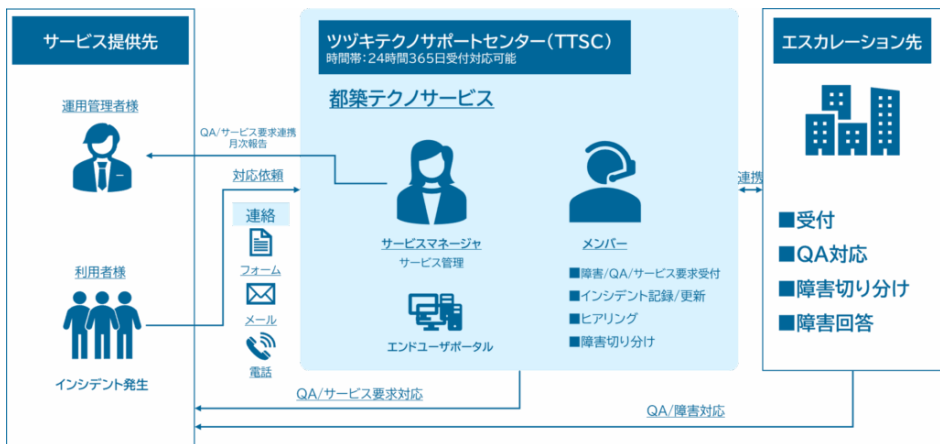 サービス提供先
運用管理者様
利用者様
インシデント発生
QA/サービス要求連携
月次報告
対応依頼
連絡
フォーム
メール
電話
ツヅキテクノサポートセンター(TTSC)
時間帯:24時間365日受付対応可能
都築テクノサービス
サービスマネージャ
サービス管理
エンドユーザポータル
メンバー
■障害/QA/サービス要求受付
■インシデント記録/更新
■ヒアリング
■障害切り分け
連携
エスカレーション先
■受付
■QA対応
■障害切り分け
■障害回答
QA/サービス要求対応
QA/障害対応